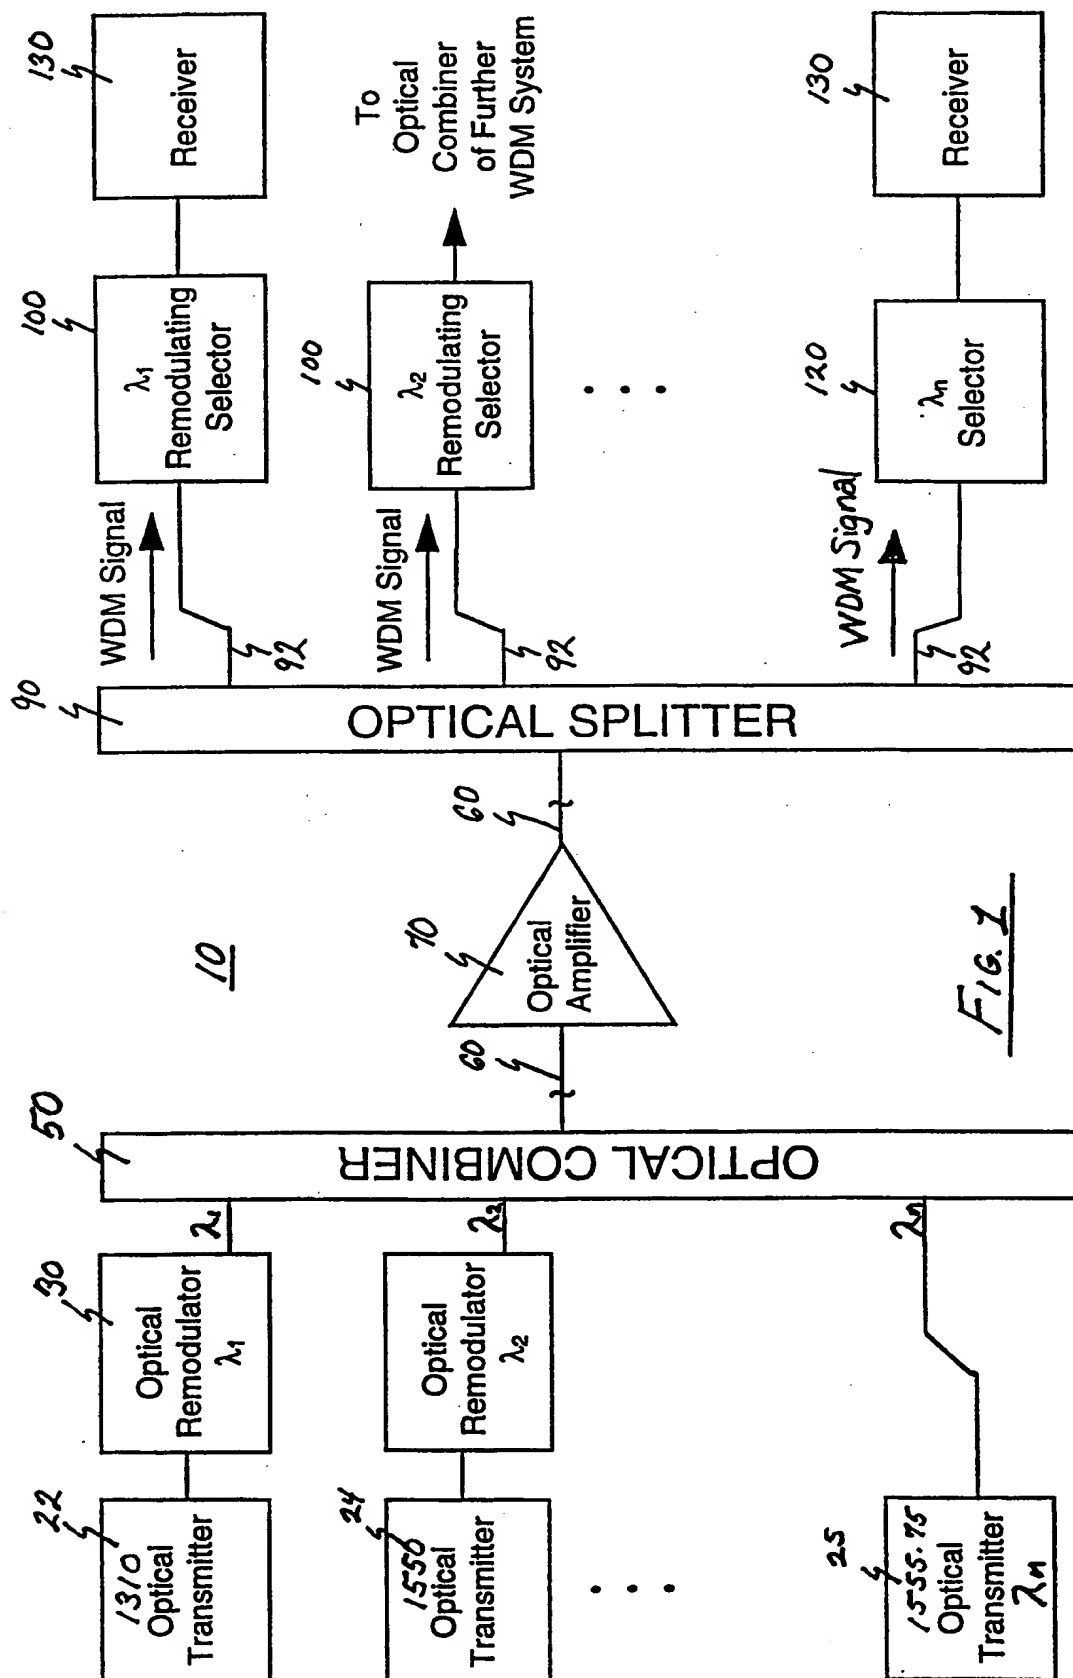 22
1310
Optical
Transmitter
30
Optical
Remodulator
λ1
λ1
24
1550
Optical
Transmitter
Optical
Remodulator
λ2
λ2
25
1555.75
Optical
Transmitter
λn
λn
50
OPTICAL COMBINER
10
60
70
Optical
Amplifier
60
90
OPTICAL SPLITTER
92
WDM Signal
100
λ1
Remodulating
Selector
130
Receiver
92
WDM Signal
100
λ2
Remodulating
Selector
To
Optical
Combiner
of Further
WDM System
92
WDM Signal
120
λn
Selector
130
Receiver
FIG. 1